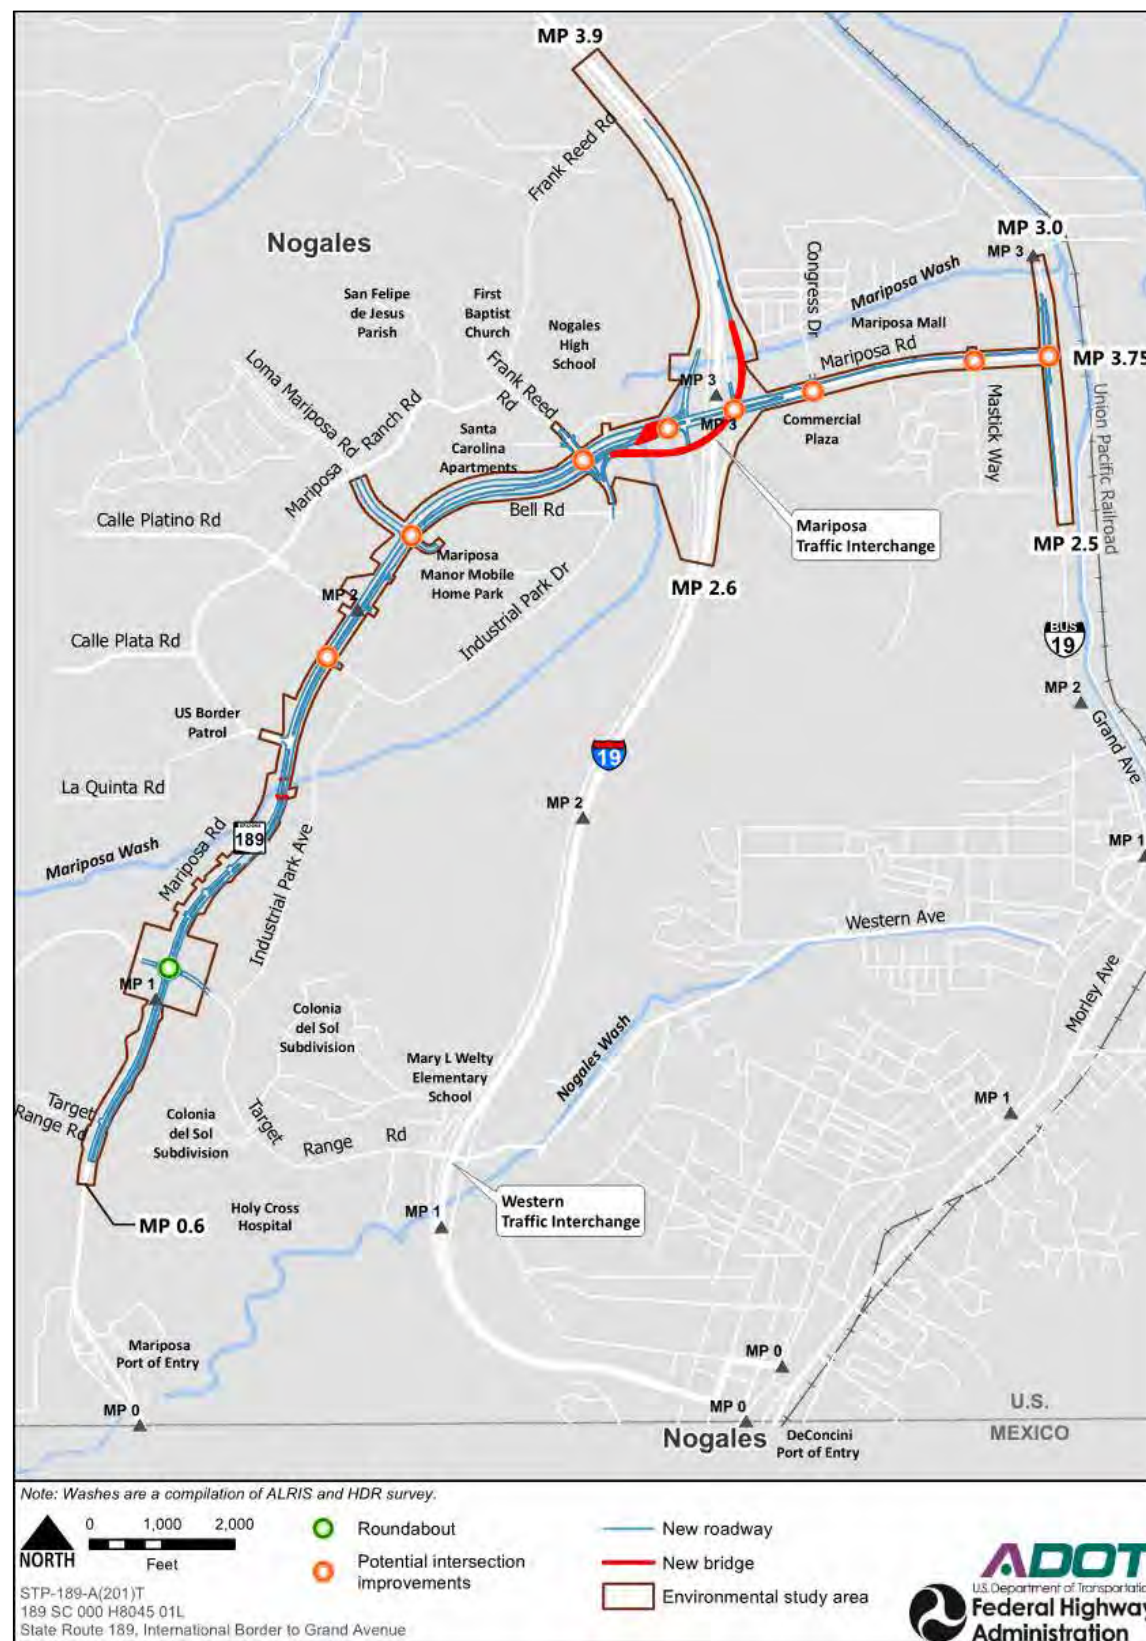 MP 3.9
Frank Reed Rd
Nogales
MP 3.0
MP 3
Congress Dr
Mariposa Wash
San Felipe
de Jesus
Parish
First
Baptist
Church
Nogales
High
School
Mariposa Mall
Mariposa Rd
MP 3.75
MP 3
Loma Mariposa Rd
Mariposa Ranch Rd
Frank Reed
Rd
MP 3
Commercial
Plaza
Mastick Way
Union Pacific Railroad
Santa
Carolina
Apartments
Calle Platino Rd
Bell Rd
Mariposa
Traffic Interchange
MP 2.5
Mariposa
Manor Mobile
Home Park
MP 2.6
MP 2
Industrial Park Dr
Calle Plata Rd
BUS
19
MP 2
US Border
Patrol
Grand Ave
19
La Quinta Rd
MP 2
189
Mariposa Rd
Mariposa Wash
Industrial Park Ave
MP 1
Western Ave
MP 1
Morley Ave
Colonia
del Sol
Subdivision
Nogales Wash
Mary L Welty
Elementary
School
MP 1
Target
Range Rd
Colonia
del Sol
Subdivision
Target
Range Rd
Western
Traffic Interchange
Holy Cross
Hospital
MP 1
MP 0.6
Mariposa
Port of Entry
MP 0
MP 0
MP 0
U.S.
MEXICO
Nogales
DeConcini
Port of Entry
Note: Washes are a compilation of ALRIS and HDR survey.
NORTH
0 1,000 2,000
Feet
Roundabout
Potential intersection
improvements
New roadway
New bridge
Environmental study area
STP-189-A(201)T
189 SC 000 H8045 01L
State Route 189, International Border to Grand Avenue
ADOT
U.S. Department of Transportation
Federal Highway
Administration